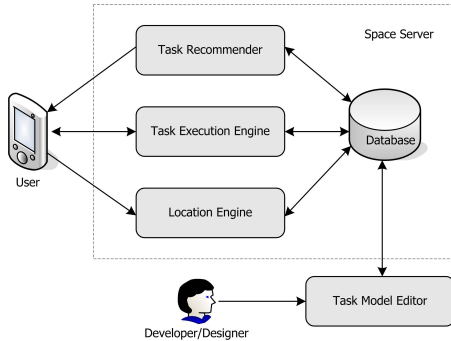 Space Server
Task Recommender
Task Execution Engine
Database
User
Location Engine
Task Model Editor
Developer/Designer